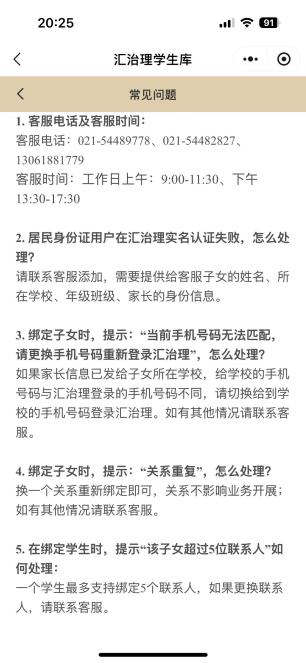 20:25
91
汇治理学生库
常见问题
1. 客服电话及客服时间：
客服电话：021-54489778、021-54482827、
13061881779
客服时间：工作日上午：9:00-11:30、下午
13:30-17:30
2. 居民身份证用户在汇治理实名认证失败，怎么处
理？
请联系客服添加，需要提供给客服子女的姓名、所
在学校、年级班级、家长的身份信息。
3. 绑定子女时，提示：“当前手机号码无法匹配，
请更换手机号码重新登录汇治理”，怎么处理？
如果家长信息已发给子女所在学校，给学校的手机
号码与汇治理登录的手机号码不同，请切换给到学
校的手机号码登录汇治理。如有其他情况请联系客
服。
4. 绑定子女时，提示：“关系重复”，怎么处理？
换一个关系重新绑定即可，关系不影响业务开展；
如有其他情况请联系客服。
5. 在绑定学生时，提示“该子女超过5位联系人”如
何处理：
一个学生最多支持绑定5个联系人，如果更换联系
人，请联系客服。